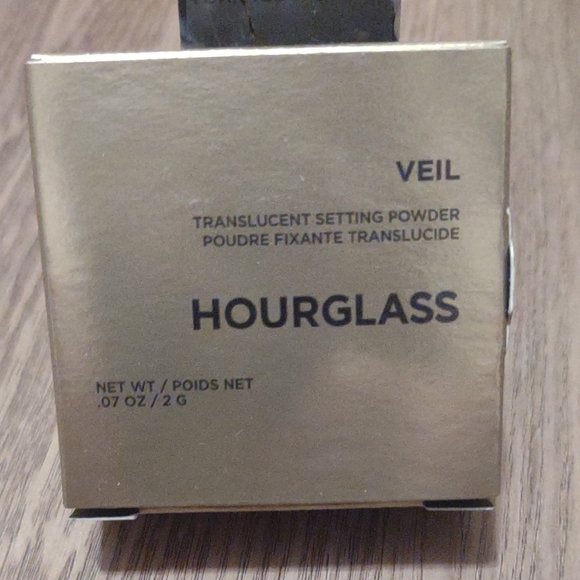 VEIL
TRANSLUCENT SETTING POWDER
POUDRE FIXANTE TRANSLUCIDE
HOURGLASS
NET WT / POIDS NET
.07 OZ / 2 G